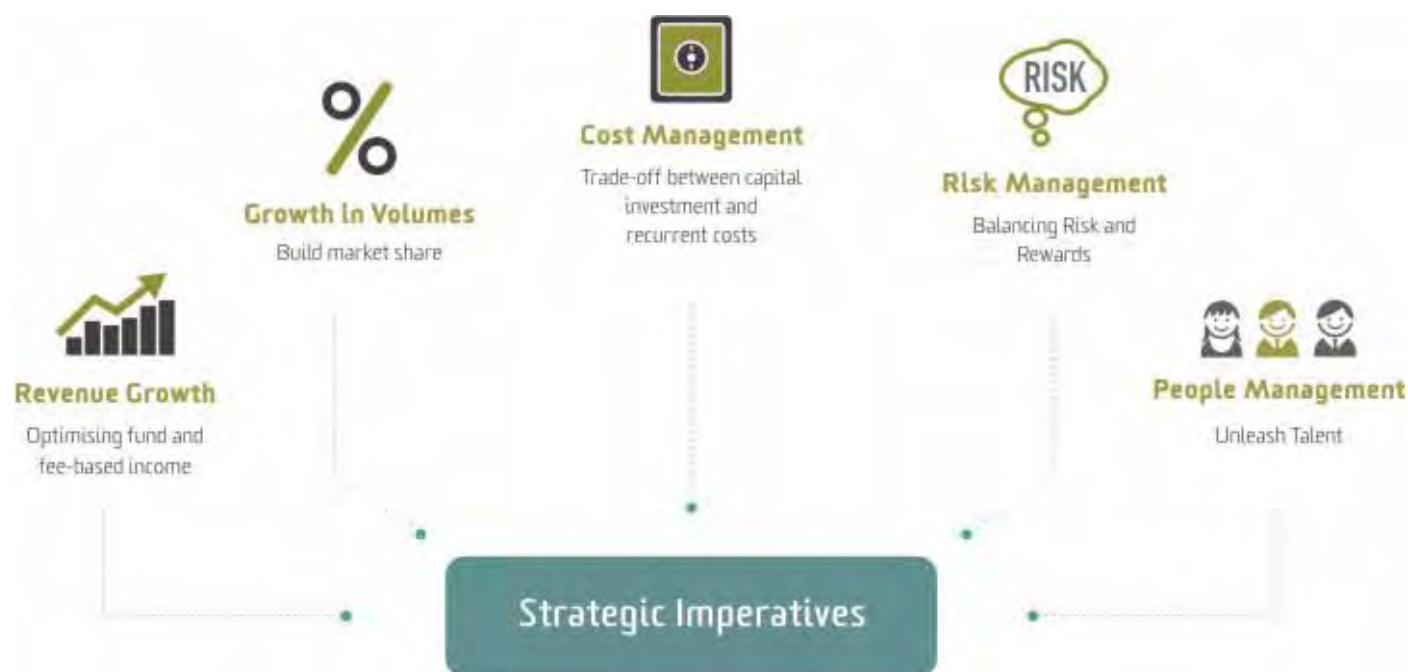 RISK
Cost Management
Trade-off between capital
investment and
recurrent costs
Risk Management
Balancing Risk and
Rewards
Growth in Volumes
Build market share
Revenue Growth
Optimising fund and
fee-based income
People Management
Unleash Talent
Strategic Imperatives